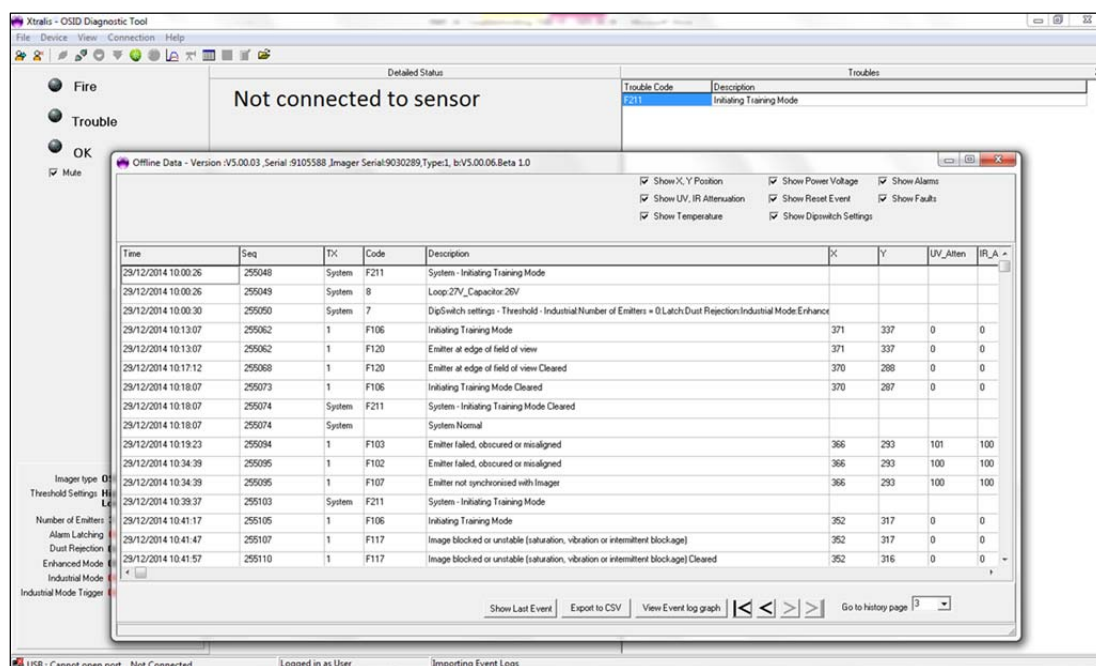 Xtralis - OSID Diagnostic Tool
File Device View Connection Help
Detailed Status
Troubles
Fire
Trouble
OK
Mute
Not connected to sensor
Trouble Code Description
F211 Initiating Training Mode
Offline Data - Version :V5.00.03 ,Serial :9105588 ,Imager Serial:9030289,Type:1, b:V5.00.06.Beta 1.0
Show X, Y Position Show Power Voltage Show Alarms
Show UV, IR Attenuation Show Reset Event Show Faults
Show Temperature Show Dipswitch Settings
Time Seq TX Code Description X Y UV_Atten IR_A
29/12/2014 10:00:26 255048 System F211 System - Initiating Training Mode
29/12/2014 10:00:26 255049 System 8 Loop:27V_Capacitor:26V
29/12/2014 10:00:30 255050 System 7 DipSwitch settings - Threshold - Industrial:Number of Emitters = 0:Latch:Dust Rejection:Industrial Mode:Enhance
29/12/2014 10:13:07 255062 1 F106 Initiating Training Mode 371 337 0 0
29/12/2014 10:13:07 255062 1 F120 Emitter at edge of field of view 371 337 0 0
29/12/2014 10:17:12 255068 1 F120 Emitter at edge of field of view Cleared 370 288 0 0
29/12/2014 10:18:07 255073 1 F106 Initiating Training Mode Cleared 370 287 0 0
29/12/2014 10:18:07 255074 System F211 System - Initiating Training Mode Cleared
29/12/2014 10:18:07 255074 System System Normal
29/12/2014 10:19:23 255094 1 F103 Emitter failed, obscured or misaligned 366 293 101 100
29/12/2014 10:34:39 255095 1 F102 Emitter failed, obscured or misaligned 366 293 100 100
29/12/2014 10:34:39 255095 1 F107 Emitter not synchronised with Imager 366 293 100 100
29/12/2014 10:39:37 255103 System F211 System - Initiating Training Mode
29/12/2014 10:41:17 255105 1 F106 Initiating Training Mode 352 317 0 0
29/12/2014 10:41:47 255107 1 F117 Image blocked or unstable (saturation, vibration or intermittent blockage) 352 317 0 0
29/12/2014 10:41:57 255110 1 F117 Image blocked or unstable (saturation, vibration or intermittent blockage) Cleared 352 316 0 0
Imager type
Threshold Settings
Number of Emitters
Alarm Latching
Dust Rejection
Enhanced Mode
Industrial Mode
Industrial Mode Trigger
Show Last Event Export to CSV View Event log graph Go to history page 3
USB : Cannot open port Not Connected Logged in as User Importing Event Logs